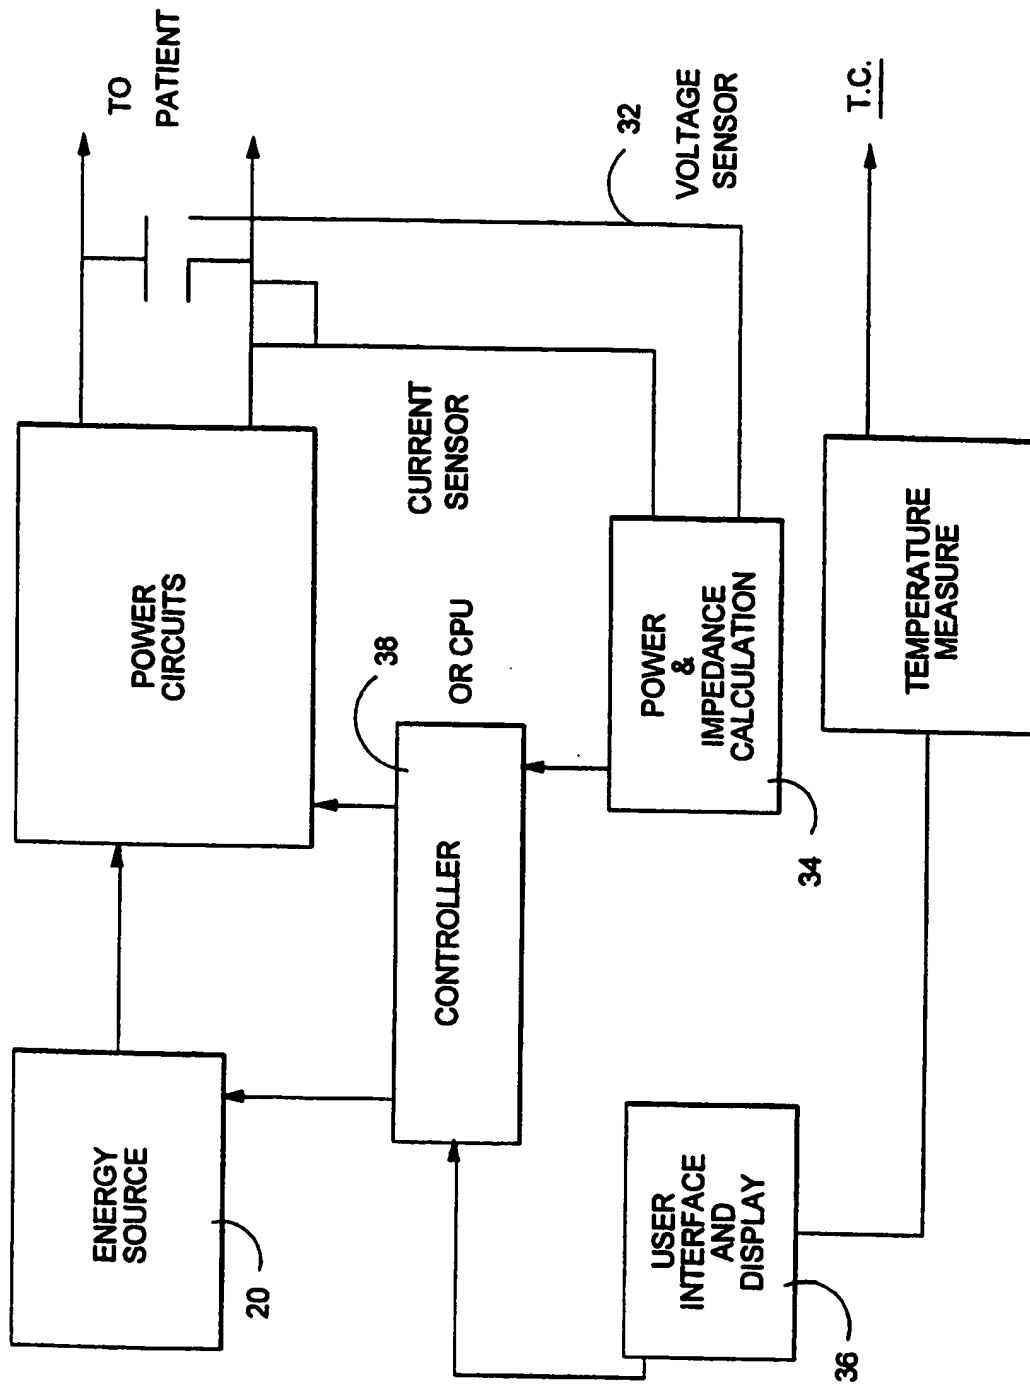 ENERGY
SOURCE
20
POWER
CIRCUITS
TO
PATIENT
CONTROLLER
38
OR CPU
CURRENT
SENSOR
32
VOLTAGE
SENSOR
USER
INTERFACE
AND
DISPLAY
36
POWER
&
IMPEDANCE
CALCULATION
34
TEMPERATURE
MEASURE
T.C.